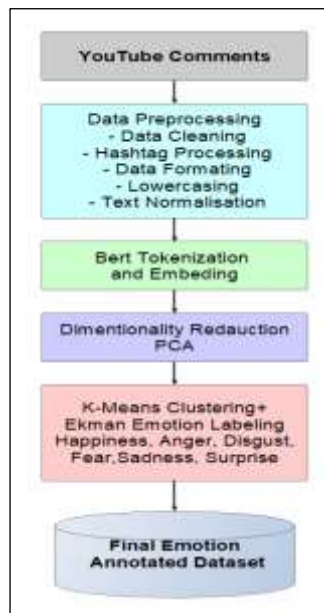 YouTube Comments
Data Preprocessing
- Data Cleaning
- Hashtag Processing
- Data Formating
- Lowercasing
- Text Normalisation
Bert Tokenization
and Embeding
Dimentionality Redauction
PCA
K-Means Clustering+
Ekman Emotion Labeling
Happiness, Anger, Disgust,
Fear,Sadness, Surprise
Final Emotion
Annotated Dataset